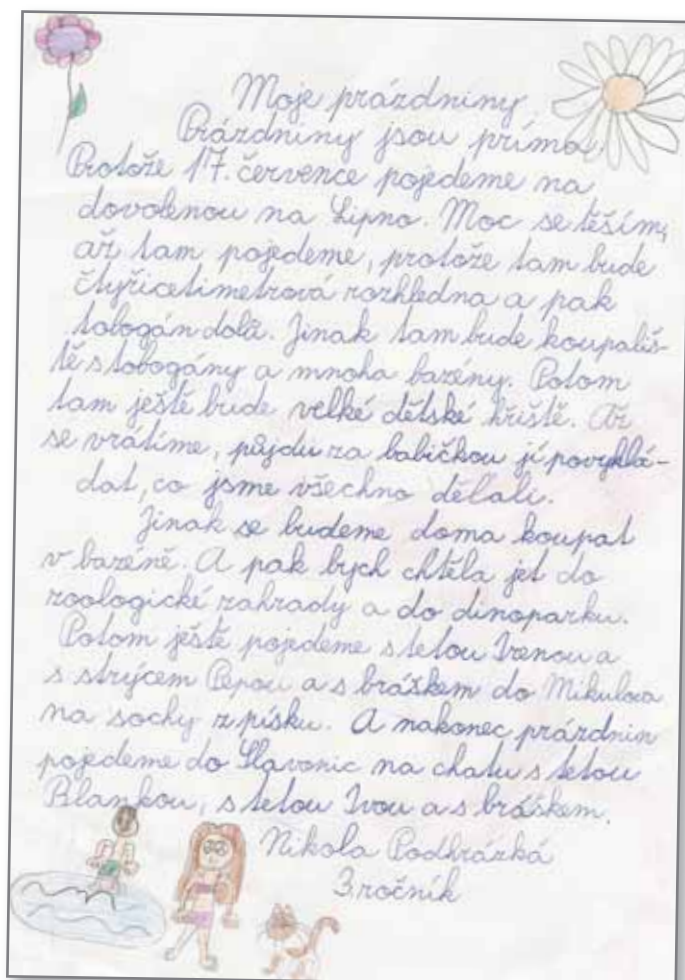 Moje prázdniny
Prázdniny jsou príma.
Protože 17. července pojedeme na
dovolenou na Lipno. Moc se těším,
až tam pojedeme, protože tam bude
čtyřicetimetrová rozhledna a pak
tobogán dolů. Jinak tam bude koupališ-
tě s tobogány a mnoha bazény. Potom
tam ještě bude velké dětské hřiště. Až
se vrátíme, půjdu za babičkou jí povyklá-
dat, co jsme všechno dělali.
Jinak se budeme doma koupat
v bazéně. A pak bych chtěla jet do
zoologické zahrady a do dinoparku.
Potom ještě pojedeme s tetou Irenou a
s strýcem Pepou a s bráškem do Mikulova
na sochy z písku. A nakonec prázdnin
pojedeme do Slavonic na chatu s tetou
Blankou, s tetou Ivou a s bráškem.
Nikola Podhrázká
3. ročník